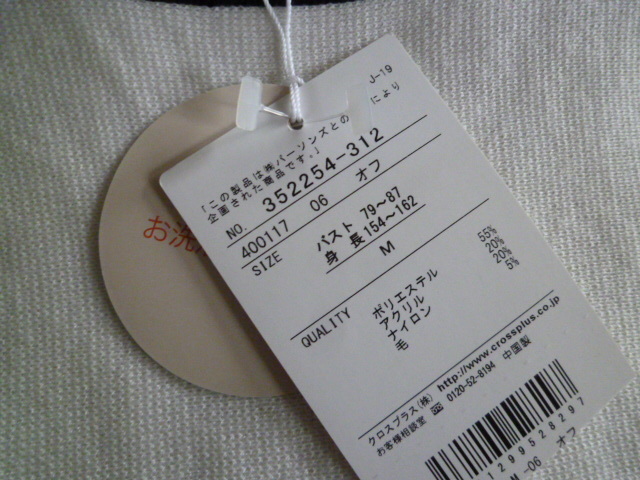 お洗
J-19
により
「この製品は㈱パーソンズとの
企画された商品です。」
NO. 352254-312
400117 06 オフ
SIZE バスト 79〜87
身長 154〜162
M
QUALITY ポリエステル 55%
アクリル 20%
ナイロン 20%
毛 5%
クロスプラス(株) http://www.crossplus.co.jp
お客様相談室 0120-52-8194 中国製
1299528297
-06 オフ